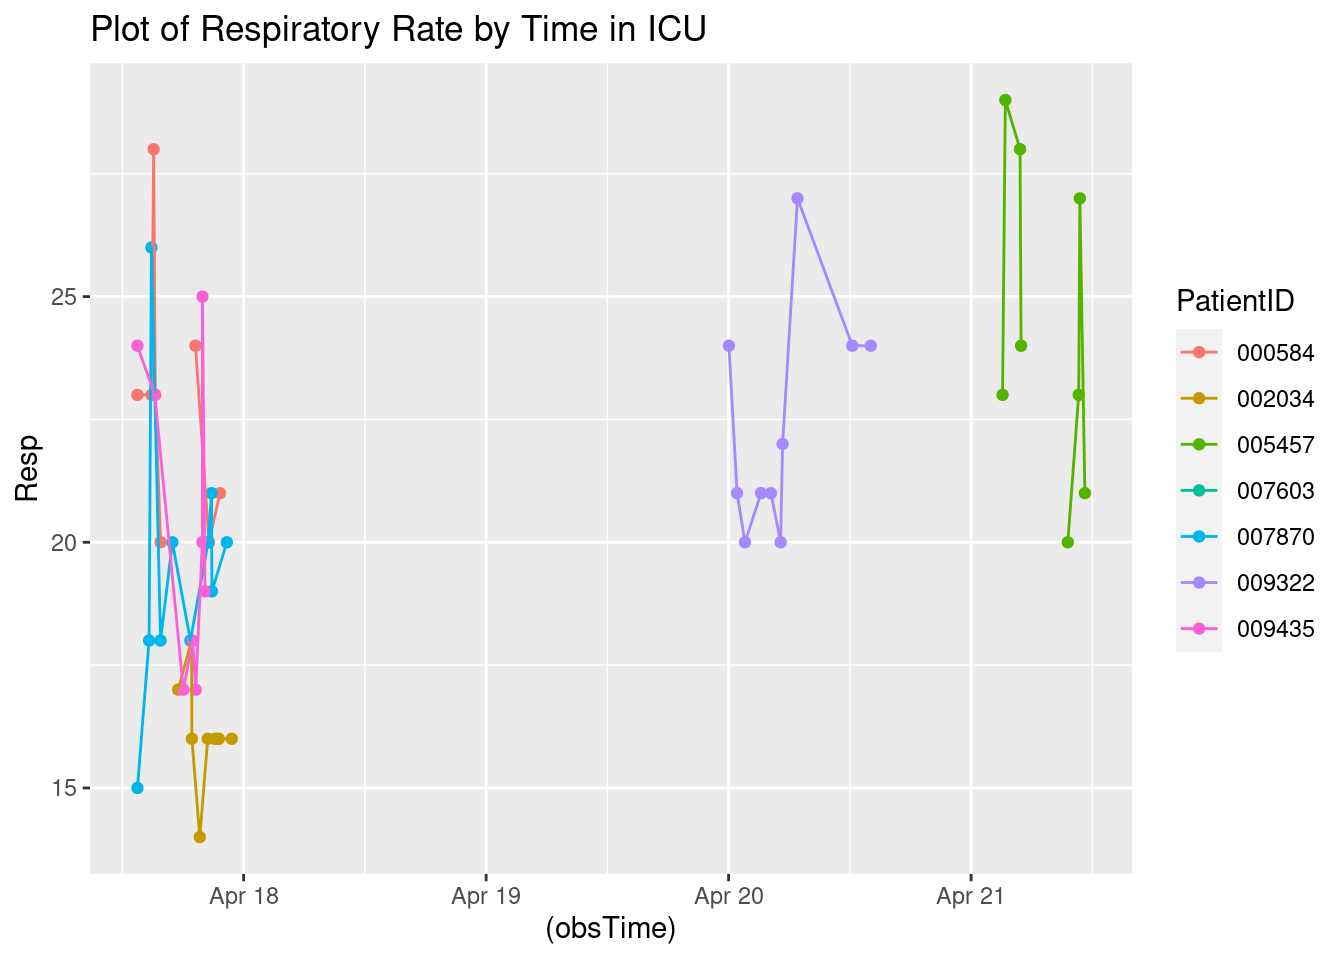 Plot of Respiratory Rate by Time in ICU
Resp
25
20
15
Apr 18
Apr 19
Apr 20
Apr 21
(obsTime)
PatientID
000584
002034
005457
007603
007870
009322
009435